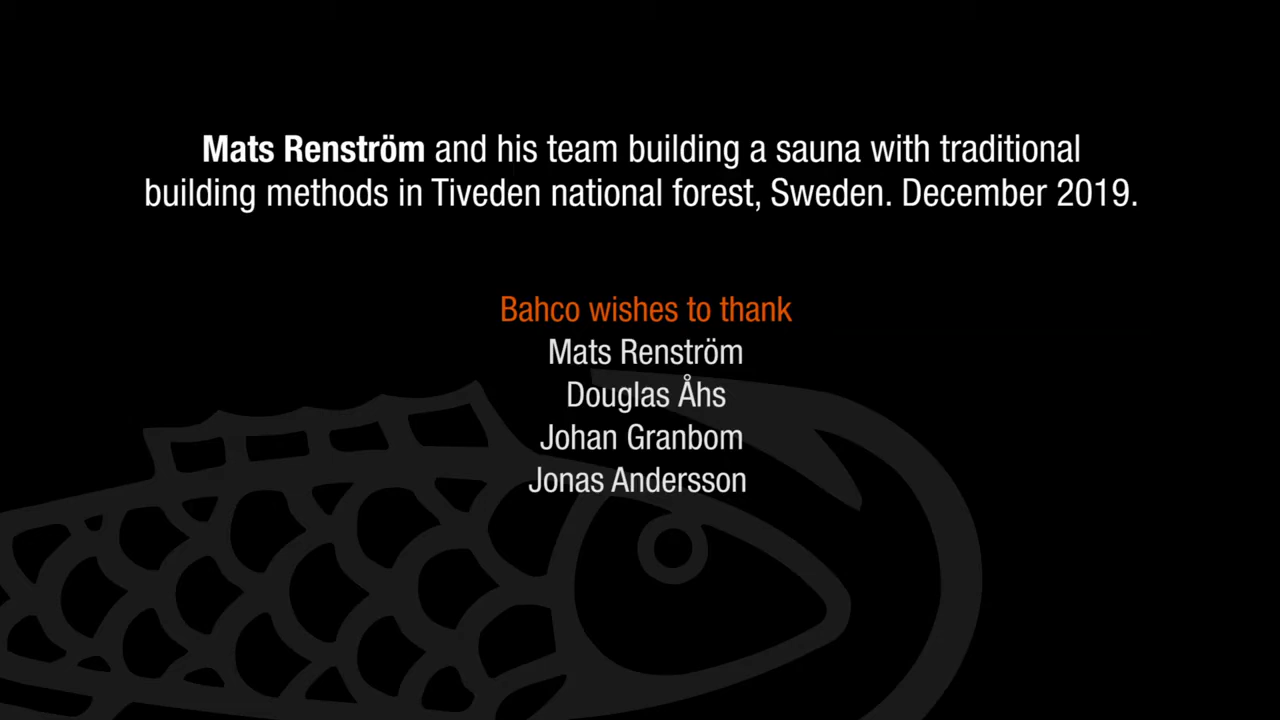 Mats Renström and his team building a sauna with traditional
building methods in Tiveden national forest, Sweden. December 2019.
Bahco wishes to thank
Mats Renström
Douglas Åhs
Johan Granbom
Jonas Andersson